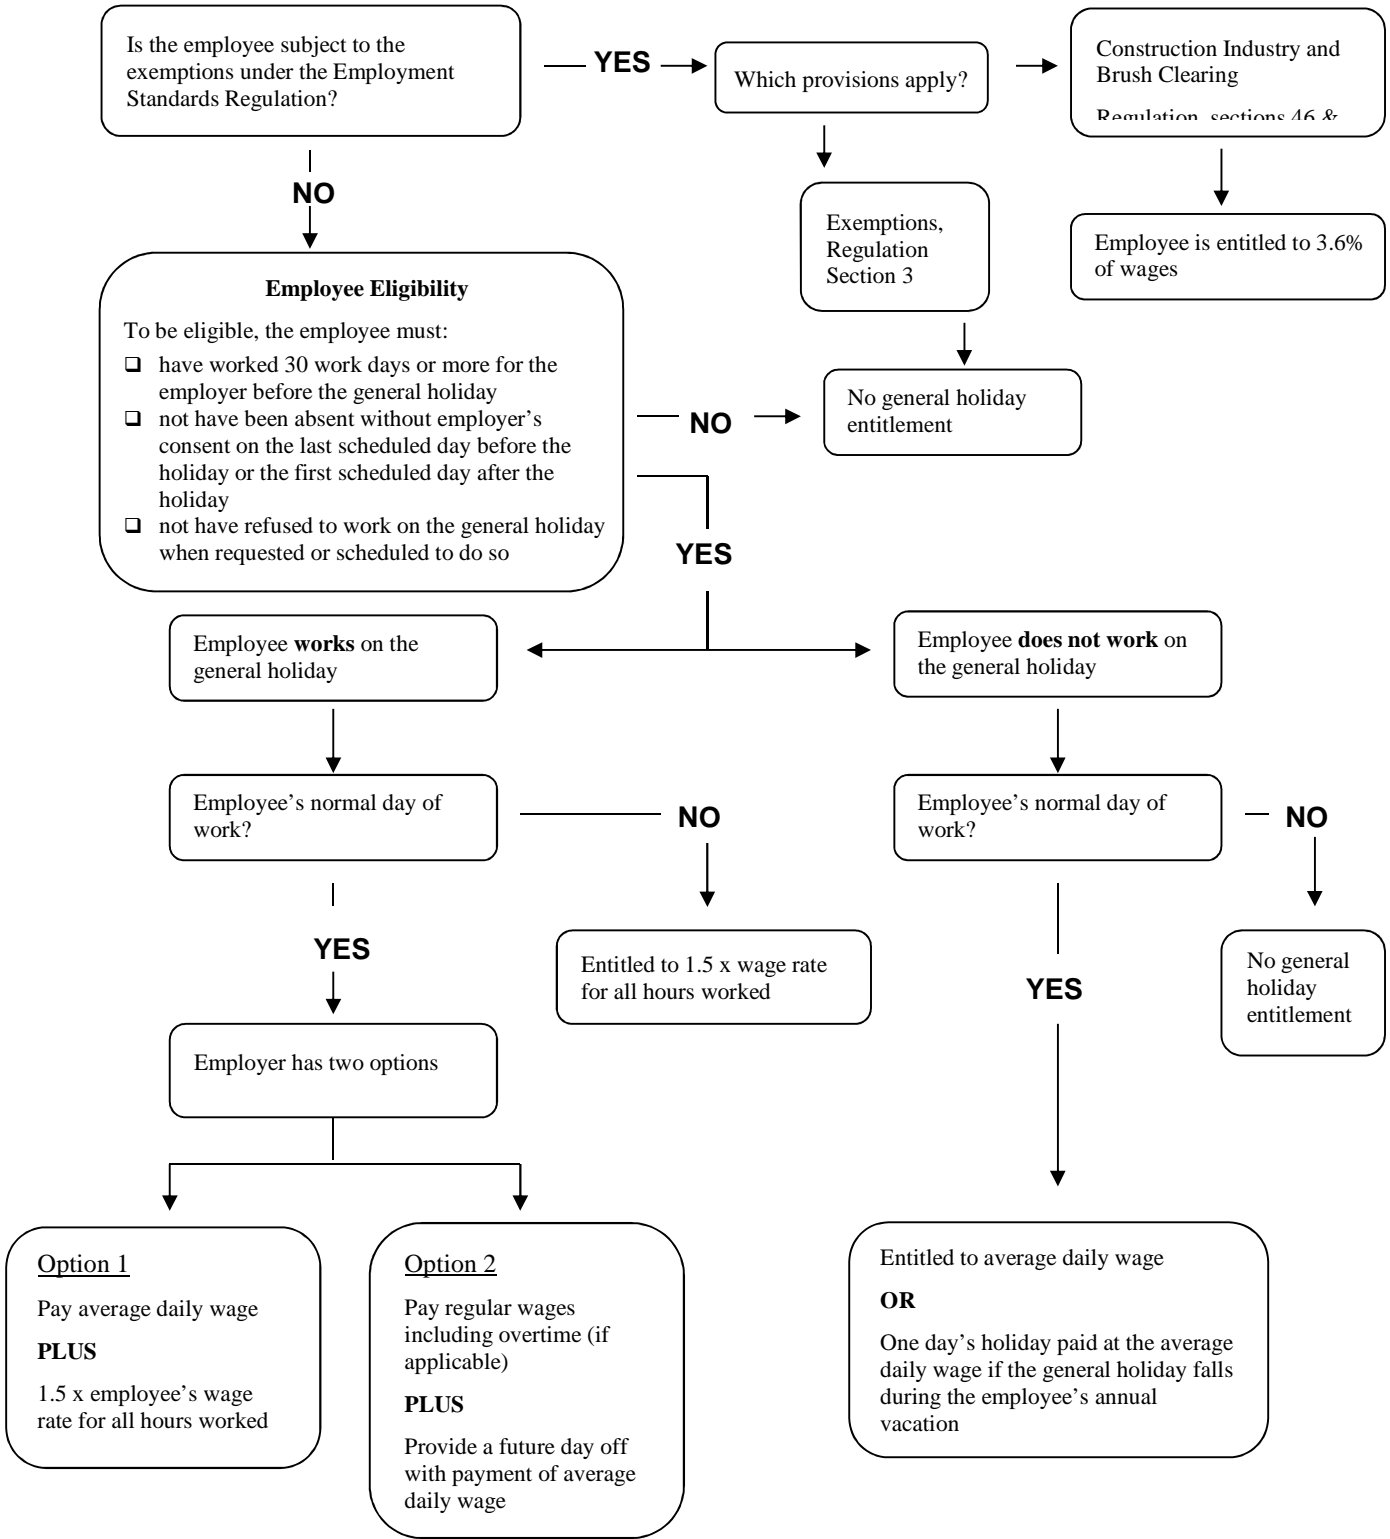 Is the employee subject to the
exemptions under the Employment
Standards Regulation?
YES
Which provisions apply?
Construction Industry and
Brush Clearing
Regulation, sections 46 &
NO
Exemptions,
Regulation
Section 3
Employee is entitled to 3.6%
of wages
Employee Eligibility
To be eligible, the employee must:
❑ have worked 30 work days or more for the
employer before the general holiday
❑ not have been absent without employer’s
consent on the last scheduled day before the
holiday or the first scheduled day after the
holiday
❑ not have refused to work on the general holiday
when requested or scheduled to do so
NO
No general holiday
entitlement
YES
Employee works on the
general holiday
Employee does not work on
the general holiday
Employee’s normal day of
work?
NO
Employee’s normal day of
work?
NO
YES
Entitled to 1.5 x wage rate
for all hours worked
YES
No general
holiday
entitlement
Employer has two options
Option 1
Pay average daily wage
PLUS
1.5 x employee’s wage
rate for all hours worked
Option 2
Pay regular wages
including overtime (if
applicable)
PLUS
Provide a future day off
with payment of average
daily wage
Entitled to average daily wage
OR
One day’s holiday paid at the average
daily wage if the general holiday falls
during the employee’s annual
vacation